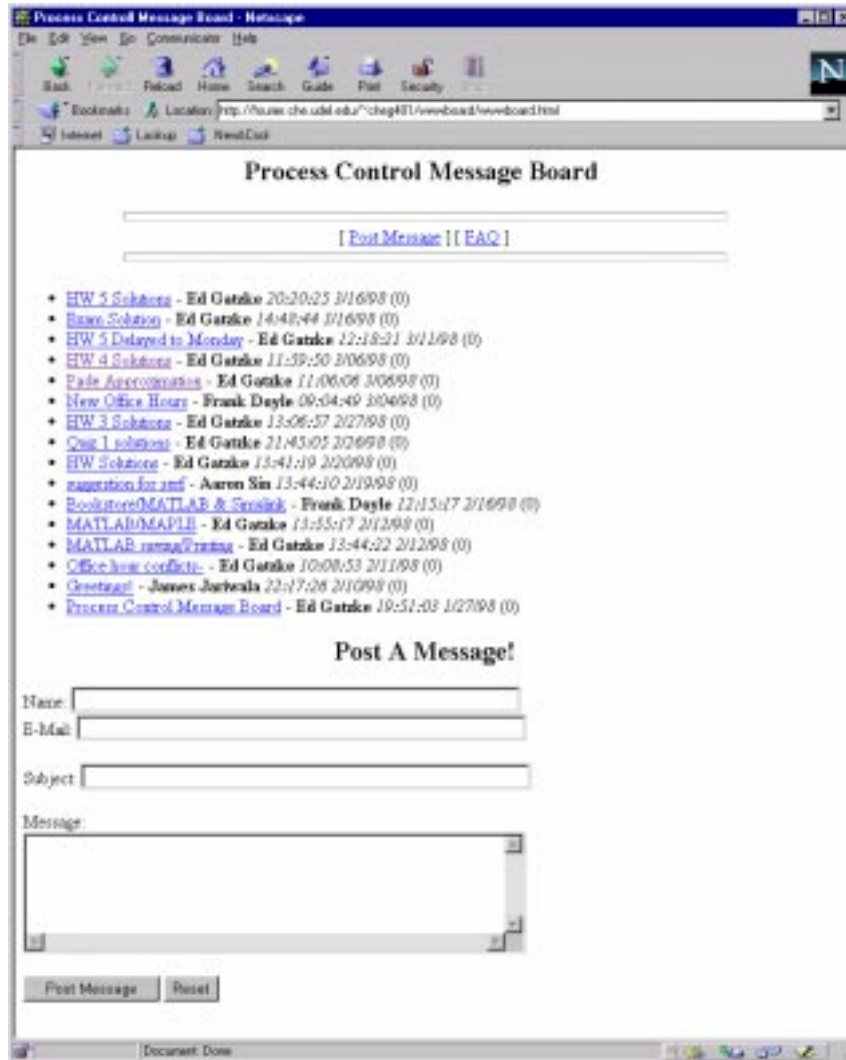 Process Control Message Board - Netscape
File Edit View Go Communicator Help
Back Reload Home Search Guide Print Security
Bookmarks Location: http://fourier.che.udel.edu/~cheg401/wwwboard/wwwboard.html
Internet Lookup New&Cool
Process Control Message Board
[ Post Message ] [ FAQ ]
HW 5 Solutions - Ed Gatzke 20:20:25 3/16/98 (0)
Exam Solution - Ed Gatzke 14:48:44 3/16/98 (0)
HW 5 Delayed to Monday - Ed Gatzke 12:18:21 3/11/98 (0)
HW 4 Solutions - Ed Gatzke 11:59:50 3/06/98 (0)
Pade Approximation - Ed Gatzke 11:06:06 3/06/98 (0)
New Office Hours - Frank Doyle 09:04:49 3/04/98 (0)
HW 3 Solutions - Ed Gatzke 13:06:57 2/27/98 (0)
Quiz 1 solutions - Ed Gatzke 21:45:05 2/26/98 (0)
HW Solutions - Ed Gatzke 13:41:19 2/20/98 (0)
suggestion for - Aaron Sin 13:44:10 2/19/98 (0)
Bookstore/MATLAB & Simulink - Frank Doyle 12:15:17 2/16/98 (0)
MATLAB/MAPLE - Ed Gatzke 13:55:17 2/12/98 (0)
MATLAB saving/Printing - Ed Gatzke 13:44:22 2/12/98 (0)
Office hour conflicts- - Ed Gatzke 10:08:53 2/11/98 (0)
Greetings! - James Jariwala 22:17:26 2/10/98 (0)
Process Control Message Board - Ed Gatzke 19:51:03 1/27/98 (0)
Post A Message!
Name:
E-Mail:
Subject:
Message:
Post Message Reset
Document: Done